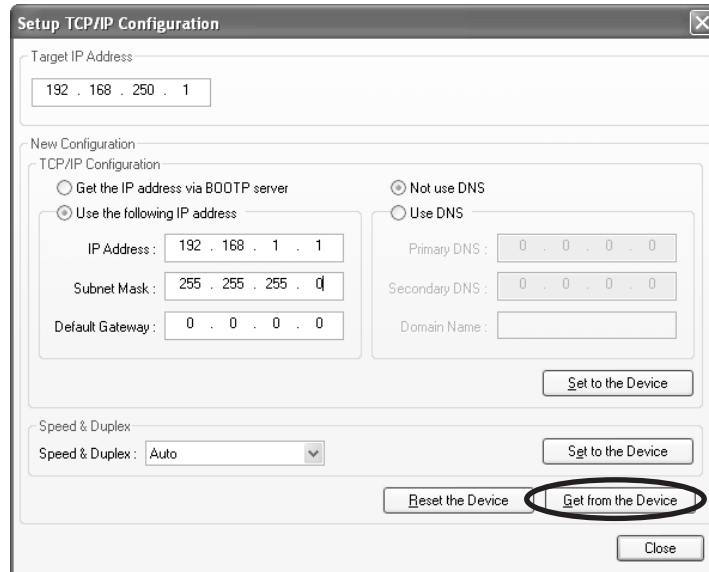 Setup TCP/IP Configuration
Target IP Address
192 . 168 . 250 . 1
New Configuration
TCP/IP Configuration
Get the IP address via BOOTP server
Not use DNS
Use the following IP address
Use DNS
IP Address : 192 . 168 . 1 . 1
Primary DNS : 0 . 0 . 0 . 0
Subnet Mask : 255 . 255 . 255 . 0
Secondary DNS : 0 . 0 . 0 . 0
Default Gateway : 0 . 0 . 0 . 0
Domain Name :
Set to the Device
Speed & Duplex
Speed & Duplex : Auto
Set to the Device
Reset the Device
Get from the Device
Close